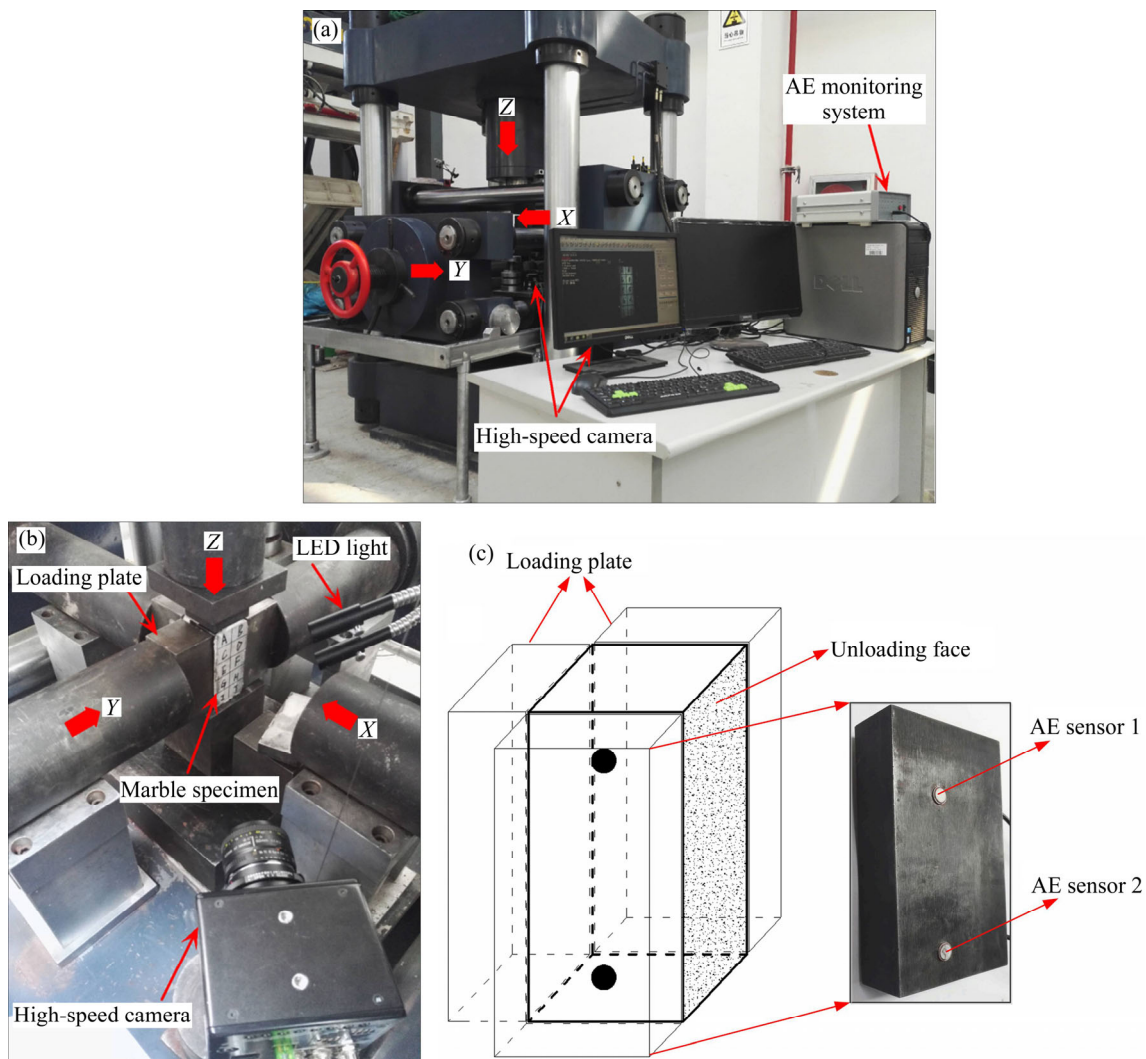 (a)
Z
AE monitoring
system
X
Y
DELL
High-speed camera
(b)
Z
LED light
Loading plate
A B
C D
E F
Y
X
Marble specimen
High-speed camera
(c)
Loading plate
Unloading face
AE sensor 1
AE sensor 2